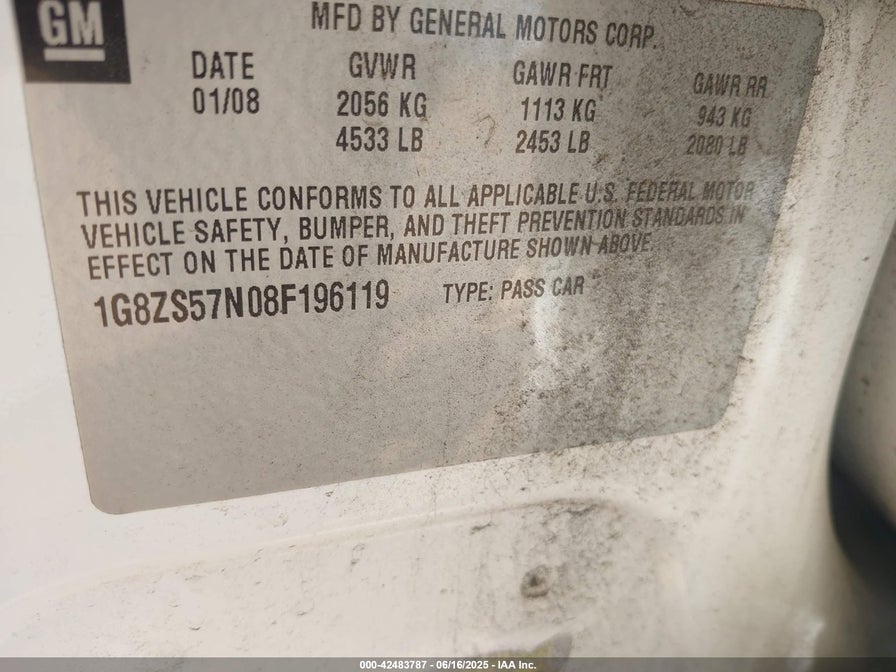 GM
MFD BY GENERAL MOTORS CORP.
DATE GVWR GAWR FRT GAWR RR
01/08 2056 KG 1113 KG 943 KG
4533 LB 2453 LB 2080 LB
THIS VEHICLE CONFORMS TO ALL APPLICABLE U.S. FEDERAL MOTOR
VEHICLE SAFETY, BUMPER, AND THEFT PREVENTION STANDARDS IN
EFFECT ON THE DATE OF MANUFACTURE SHOWN ABOVE.
1G8ZS57N08F196119 TYPE: PASS CAR
000-42483787 - 06/16/2025 - IAA Inc.